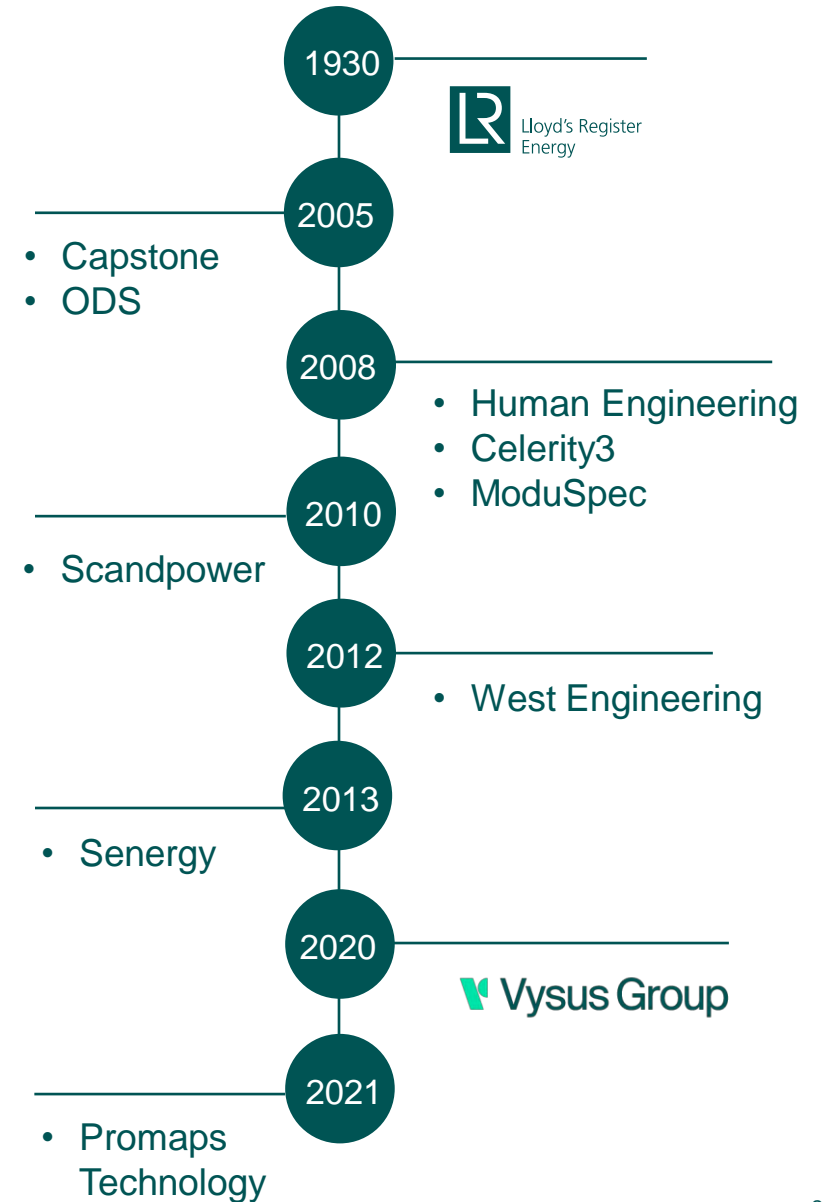 1930
LR
Lloyd's Register
Energy
2005
• Capstone
• ODS
2008
• Human Engineering
• Celerity3
• ModuSpec
2010
• Scandpower
2012
• West Engineering
2013
• Senergy
2020
Vysus Group
2021
• Promaps
Technology